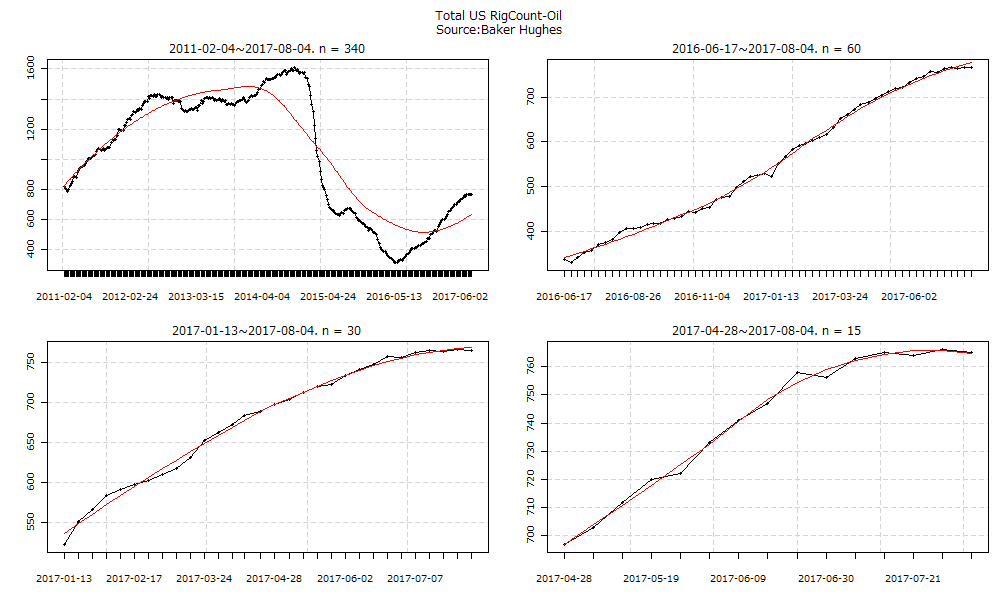 Total US RigCount-Oil
Source:Baker Hughes
2011-02-04~2017-08-04. n = 340
1600
1200
800
600
400
2011-02-04 2012-02-24 2013-03-15 2014-04-04 2015-04-24 2016-05-13 2017-06-02
2016-06-17~2017-08-04. n = 60
700
600
500
400
2016-06-17 2016-08-26 2016-11-04 2017-01-13 2017-03-24 2017-06-02
2017-01-13~2017-08-04. n = 30
750
700
650
600
550
2017-01-13 2017-02-17 2017-03-24 2017-04-28 2017-06-02 2017-07-07
2017-04-28~2017-08-04. n = 15
760
750
740
730
720
710
700
2017-04-28 2017-05-19 2017-06-09 2017-06-30 2017-07-21